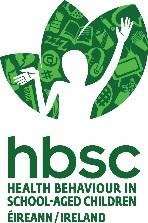 hbsc
HEALTH BEHAVIOUR IN
SCHOOL-AGED CHILDREN
ÉIREANN/IRELAND